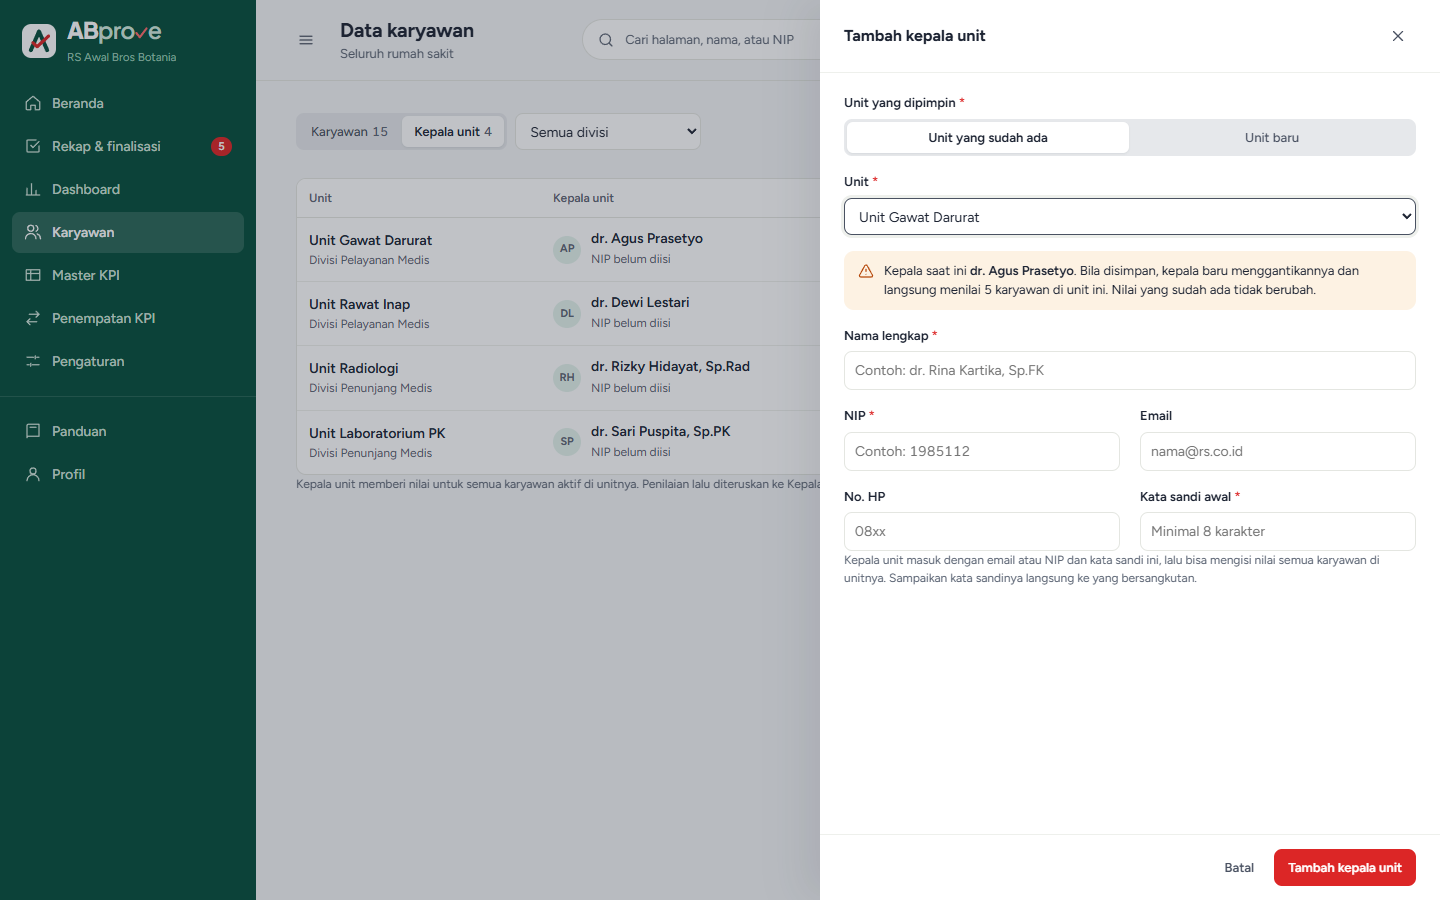 ABprove
RS Awal Bros Botania
Beranda
Rekap & finalisasi
5
Dashboard
Karyawan
Master KPI
Penempatan KPI
Pengaturan
Panduan
Profil
Data karyawan
Seluruh rumah sakit
Cari halaman, nama, atau NIP
Karyawan 15
Kepala unit 4
Semua divisi
Unit
Kepala unit
Unit Gawat Darurat
Divisi Pelayanan Medis
AP
dr. Agus Prasetyo
NIP belum diisi
Unit Rawat Inap
Divisi Pelayanan Medis
DL
dr. Dewi Lestari
NIP belum diisi
Unit Radiologi
Divisi Penunjang Medis
RH
dr. Rizky Hidayat, Sp.Rad
NIP belum diisi
Unit Laboratorium PK
Divisi Penunjang Medis
SP
dr. Sari Puspita, Sp.PK
NIP belum diisi
Kepala unit memberi nilai untuk semua karyawan aktif di unitnya. Penilaian lalu diteruskan ke Kepala
Tambah kepala unit
Unit yang dipimpin *
Unit yang sudah ada
Unit baru
Unit *
Unit Gawat Darurat
Kepala saat ini dr. Agus Prasetyo. Bila disimpan, kepala baru menggantikannya dan
langsung menilai 5 karyawan di unit ini. Nilai yang sudah ada tidak berubah.
Nama lengkap *
Contoh: dr. Rina Kartika, Sp.FK
NIP *
Email
Contoh: 1985112
nama@rs.co.id
No. HP
Kata sandi awal *
08xx
Minimal 8 karakter
Kepala unit masuk dengan email atau NIP dan kata sandi ini, lalu bisa mengisi nilai semua karyawan di
unitnya. Sampaikan kata sandinya langsung ke yang bersangkutan.
Batal
Tambah kepala unit